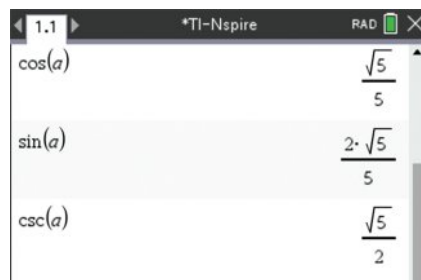 1.1 *TI-Nspire RAD
cos(a) √5/5
sin(a) 2·√5/5
csc(a) √5/2